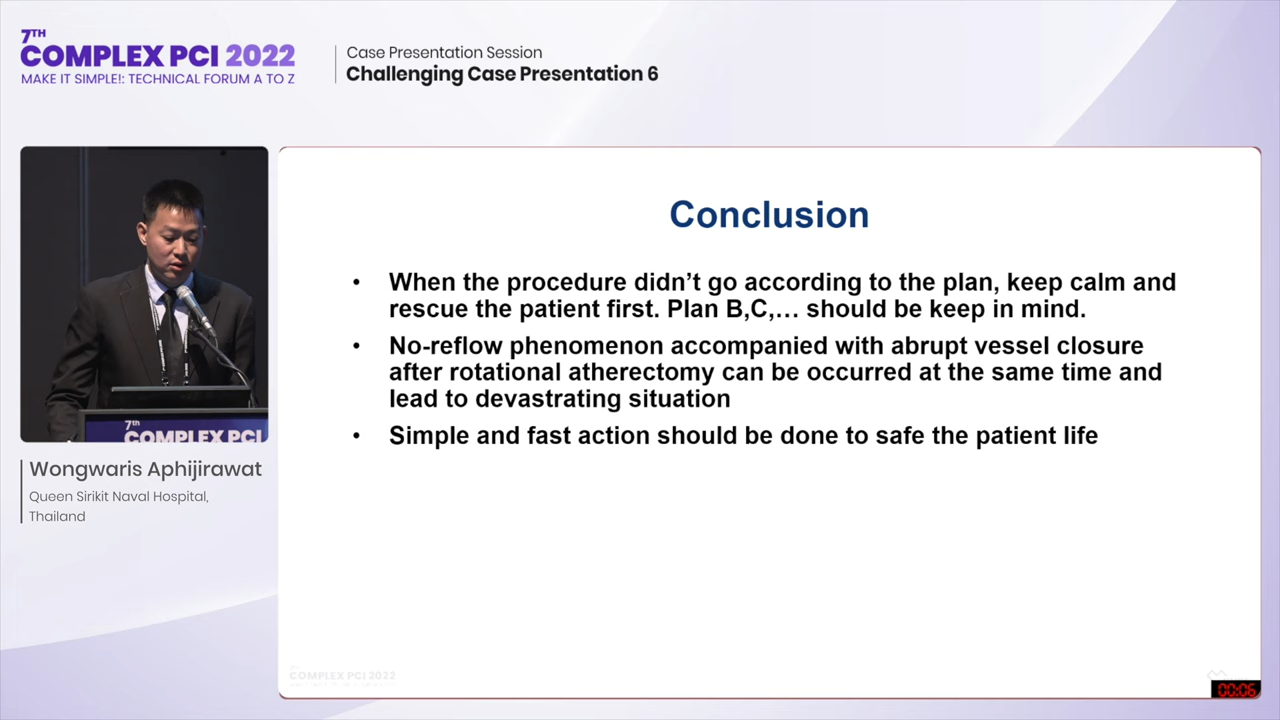 7TH
COMPLEX PCI 2022
MAKE IT SIMPLE!: TECHNICAL FORUM A TO Z
Case Presentation Session
Challenging Case Presentation 6
Conclusion
• When the procedure didn't go according to the plan, keep calm and
rescue the patient first. Plan B,C,… should be keep in mind.
• No-reflow phenomenon accompanied with abrupt vessel closure
after rotational atherectomy can be occurred at the same time and
lead to devastrating situation
• Simple and fast action should be done to safe the patient life
7th
COMPLEX PCI
Wongwaris Aphijirawat
Queen Sirikit Naval Hospital,
Thailand
COMPLEX PCI 2022
00:06